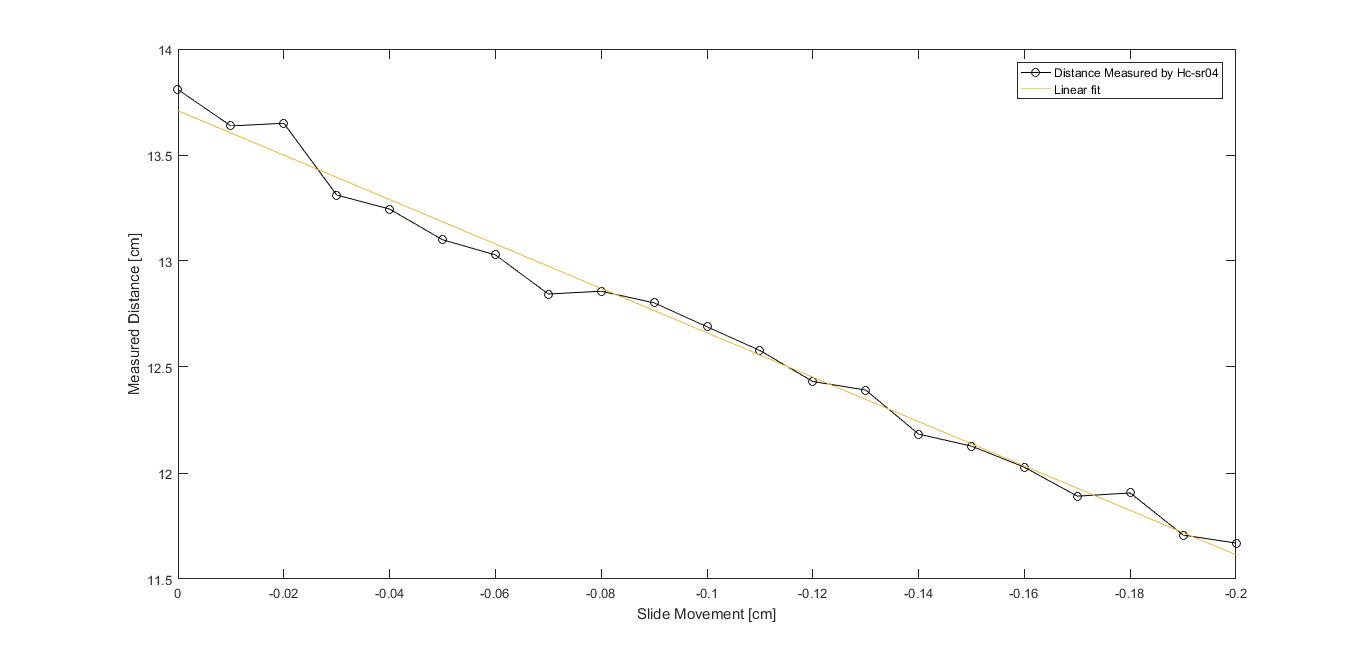 14
13.5
13
12.5
12
11.5
Measured Distance [cm]
Distance Measured by Hc-sr04
Linear fit
0 -0.02 -0.04 -0.06 -0.08 -0.1 -0.12 -0.14 -0.16 -0.18 -0.2
Slide Movement [cm]